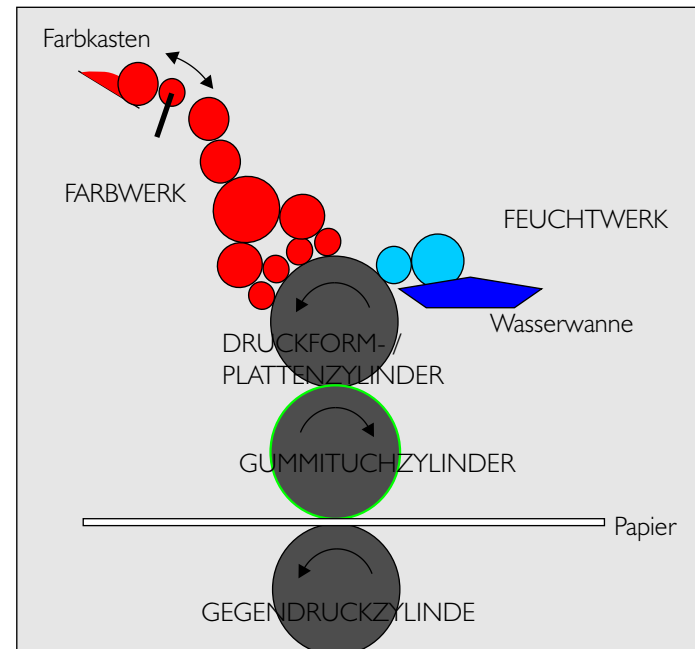 Farbkasten
FARBWERK
FEUCHTWERK
Wasserwanne
DRUCKFORM- /
PLATTENZYLINDER
GUMMITUCHZYLINDER
Papier
GEGENDRUCKZYLINDE